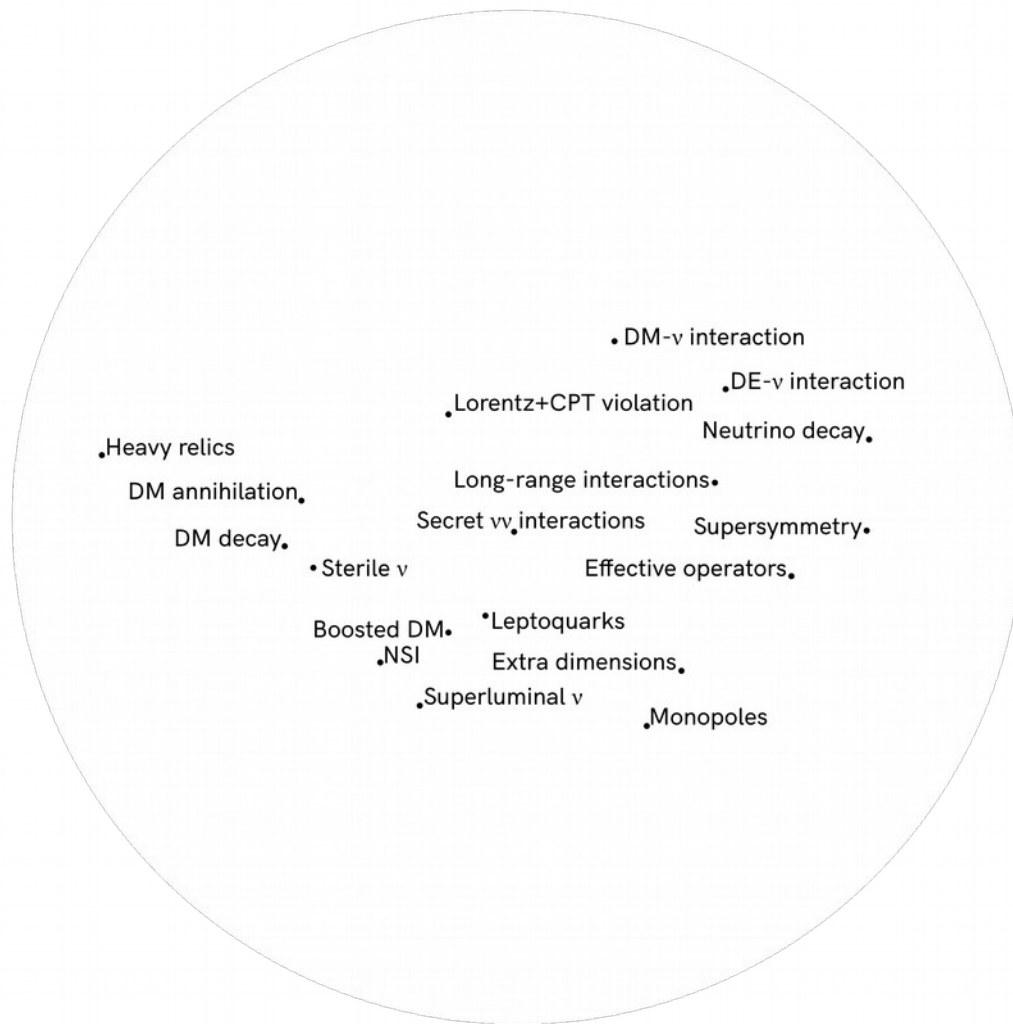 DM-ν interaction
DE-ν interaction
Lorentz+CPT violation
Neutrino decay
Heavy relics
Long-range interactions
DM annihilation
Secret νν interactions
Supersymmetry
DM decay
Sterile ν
Effective operators
Leptoquarks
Boosted DM
NSI
Extra dimensions
Superluminal ν
Monopoles